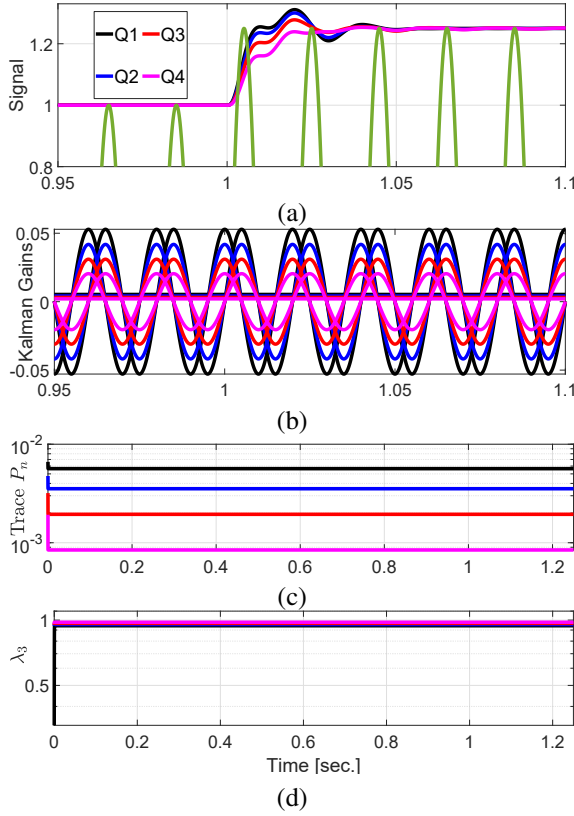 Signal
1.2
1
0.8
Q1 Q3
Q2 Q4
0.95 1 1.05 1.1
(a)
Kalman Gains
0.05
0
-0.05
0.95 1 1.05 1.1
(b)
Trace Pₙ
10⁻²
10⁻³
0 0.2 0.4 0.6 0.8 1 1.2
(c)
λ₃
1
0.5
0 0.2 0.4 0.6 0.8 1 1.2
Time [sec.]
(d)